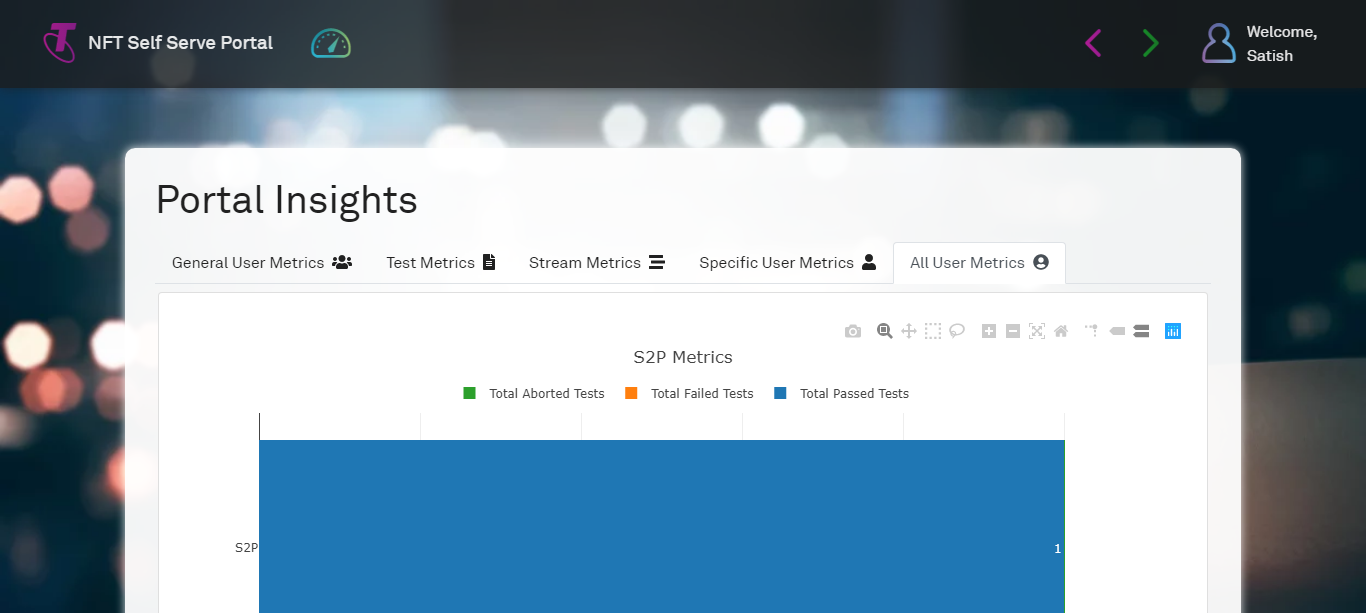 NFT Self Serve Portal
Welcome,
Satish
Portal Insights
General User Metrics
Test Metrics
Stream Metrics
Specific User Metrics
All User Metrics
S2P Metrics
Total Aborted Tests
Total Failed Tests
Total Passed Tests
S2P
1